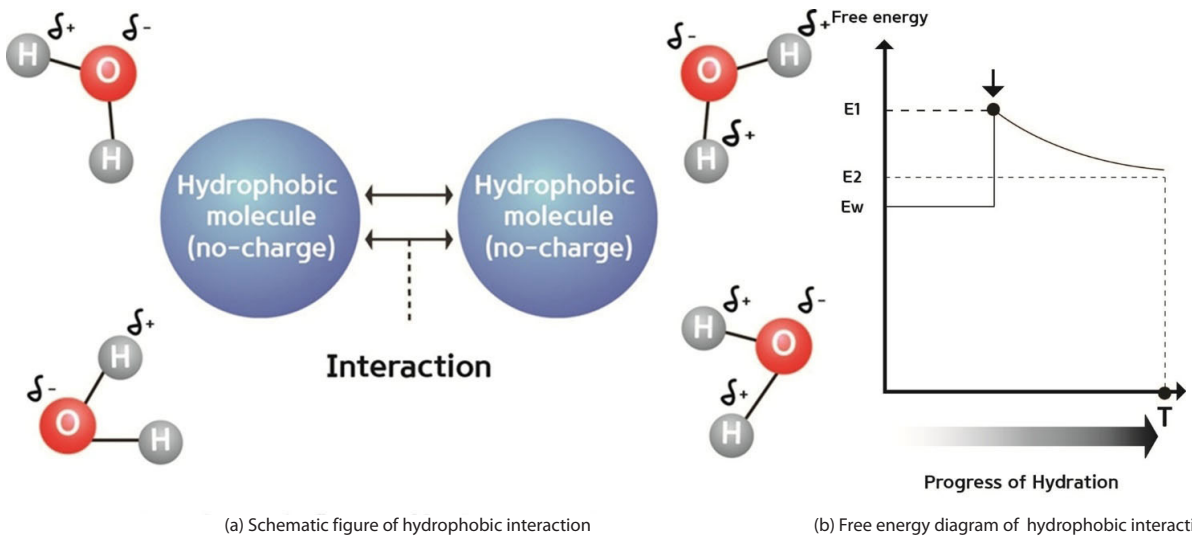 δ+
δ-
H
O
H
Hydrophobic
molecule
(no-charge)
Hydrophobic
molecule
(no-charge)
δ-
δ+
O
H
δ+
H
δ+
H
δ-
O
H
Interaction
δ+
δ-
H
O
δ+
H
(a) Schematic figure of hydrophobic interaction
Free energy
E1
E2
Ew
T
Progress of Hydration
(b) Free energy diagram of hydrophobic interacti